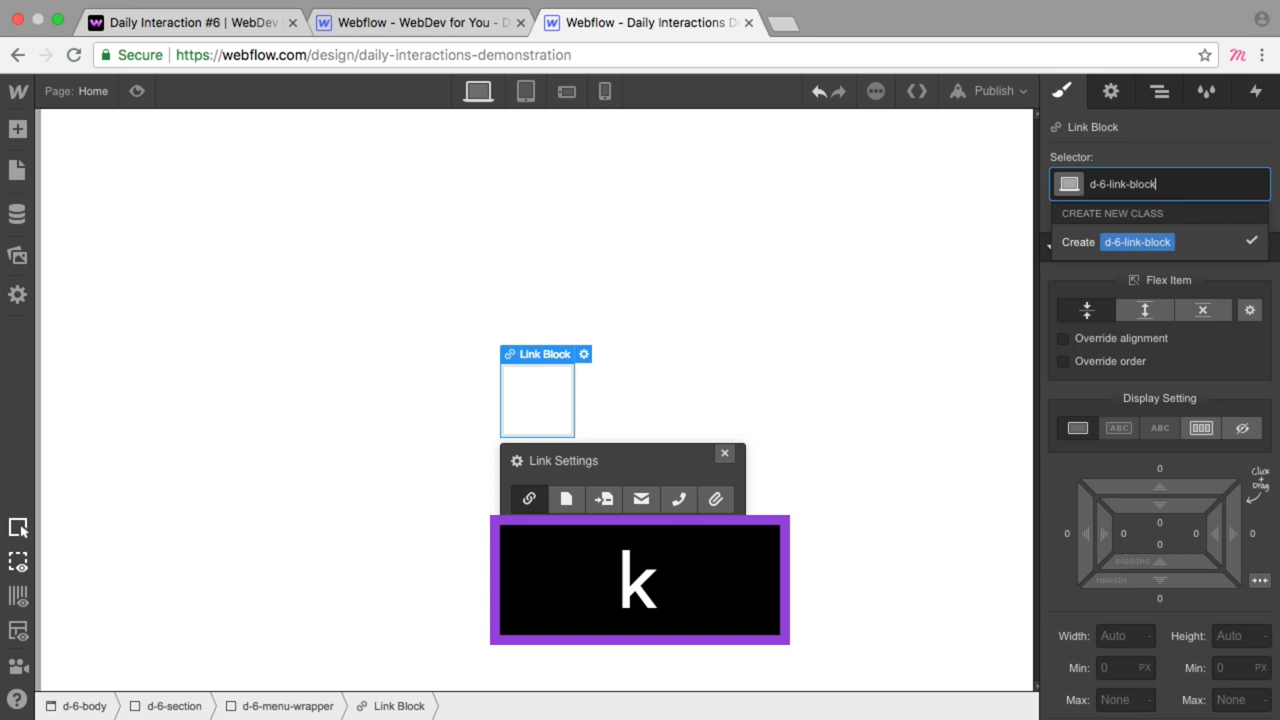 Daily Interaction #6 | WebDev
Webflow - WebDev for You - D
Webflow - Daily Interactions D
Secure
https://webflow.com/design/daily-interactions-demonstration
Page: Home
Publish
Link Block
Selector:
d-6-link-block
CREATE NEW CLASS
Create d-6-link-block
Flex Item
Override alignment
Override order
Display Setting
ABC
ABC
Click
+
Drag
0
0
0
0
0
0
0
0
PADDING
MARGIN
Width: Auto -
Height: Auto -
Min: 0 PX
Min: 0 PX
Max: None -
Max: None -
Link Block
Link Settings
k
d-6-body
d-6-section
d-6-menu-wrapper
Link Block